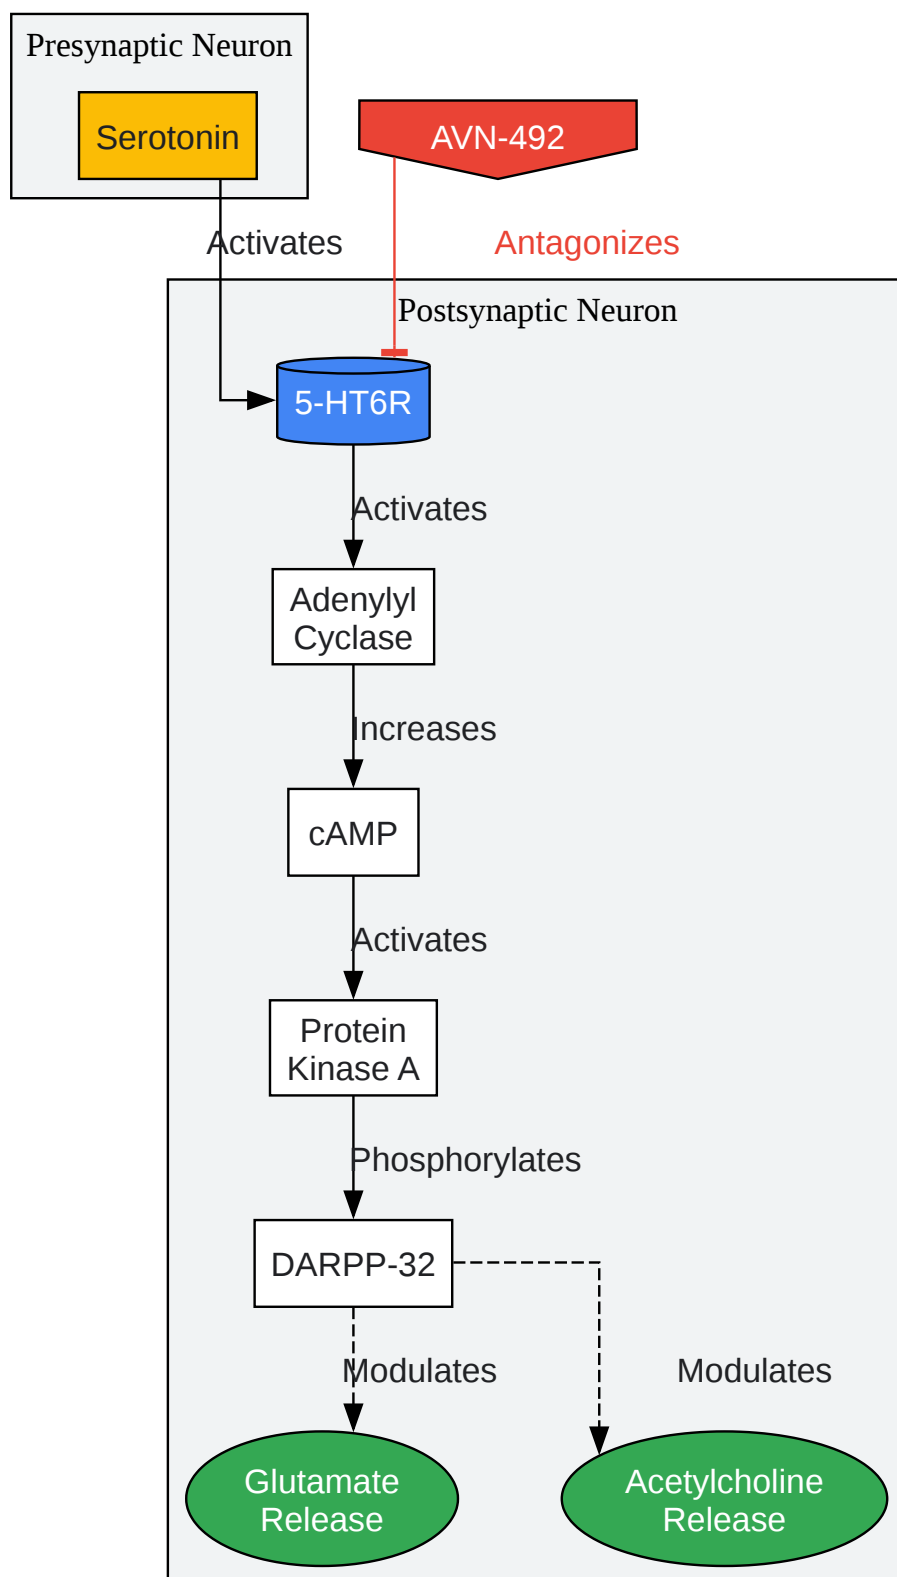 Presynaptic Neuron
Serotonin
AVN-492
Activates
Antagonizes
Postsynaptic Neuron
5-HT6R
Activates
Adenylyl
Cyclase
Increases
cAMP
Activates
Protein
Kinase A
Phosphorylates
DARPP-32
Modulates
Modulates
Glutamate
Release
Acetylcholine
Release